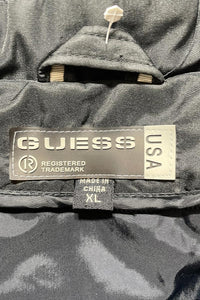 GUESS
USA
R REGISTERED
TRADEMARK
MADE IN
CHINA
XL